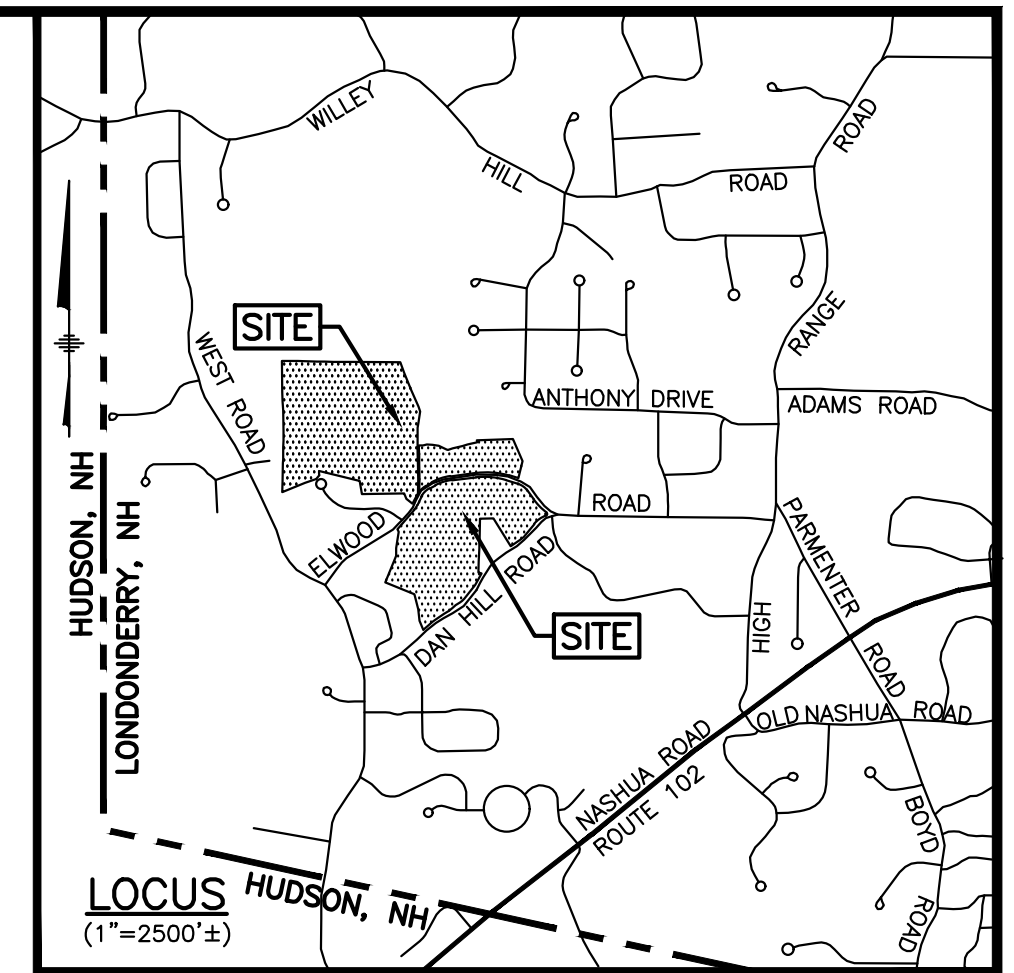 WILLEY
HILL
ROAD
ROAD
RANGE
SITE
WEST ROAD
ANTHONY DRIVE
ADAMS ROAD
HUDSON, NH
LONDONDERRY, NH
ELWOOD
ROAD
DAN HILL ROAD
PARMENTER
ROAD
SITE
HIGH
OLD NASHUA ROAD
NASHUA ROAD
ROUTE 102
BOYD
ROAD
LOCUS
(1"=2500'±)
HUDSON, NH